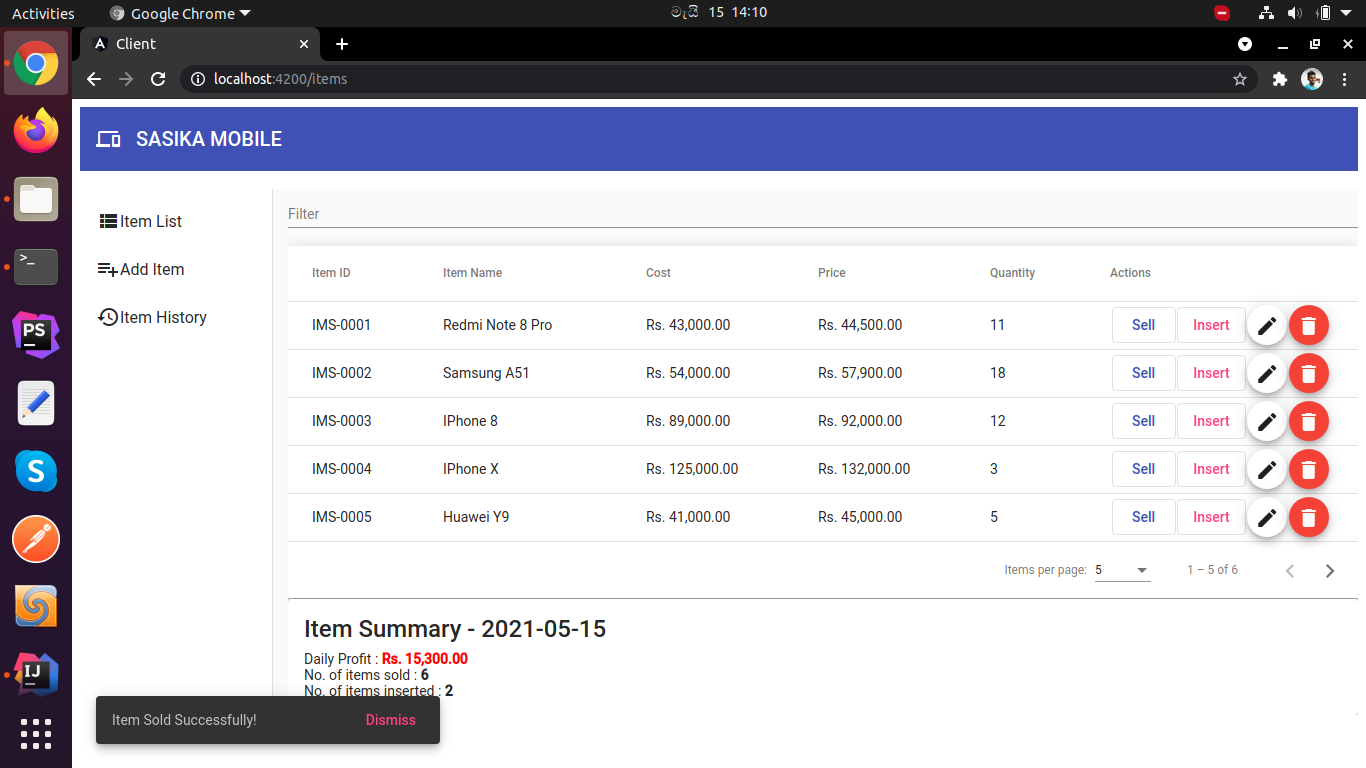 Activities Google Chrome මැයි 15 14:10
Client
localhost:4200/items
SASIKA MOBILE
Item List
Add Item
Item History
Filter
Item ID Item Name Cost Price Quantity Actions
IMS-0001 Redmi Note 8 Pro Rs. 43,000.00 Rs. 44,500.00 11 Sell Insert
IMS-0002 Samsung A51 Rs. 54,000.00 Rs. 57,900.00 18 Sell Insert
IMS-0003 IPhone 8 Rs. 89,000.00 Rs. 92,000.00 12 Sell Insert
IMS-0004 IPhone X Rs. 125,000.00 Rs. 132,000.00 3 Sell Insert
IMS-0005 Huawei Y9 Rs. 41,000.00 Rs. 45,000.00 5 Sell Insert
Items per page: 5 1 – 5 of 6
Item Summary - 2021-05-15
Daily Profit : Rs. 15,300.00
No. of items sold : 6
No. of items inserted : 2
Item Sold Successfully! Dismiss
>_
PS
S
IJ